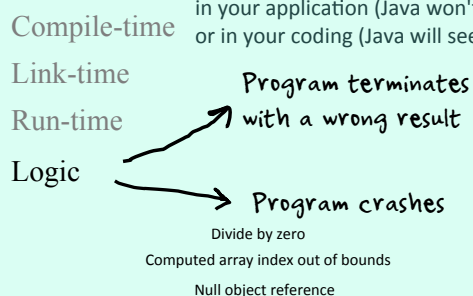 in your application (Java won't
Compile-time
or in your coding (Java will see
Link-time
Program terminates
Run-time
with a wrong result
Logic
Program crashes
Divide by zero
Computed array index out of bounds
Null object reference